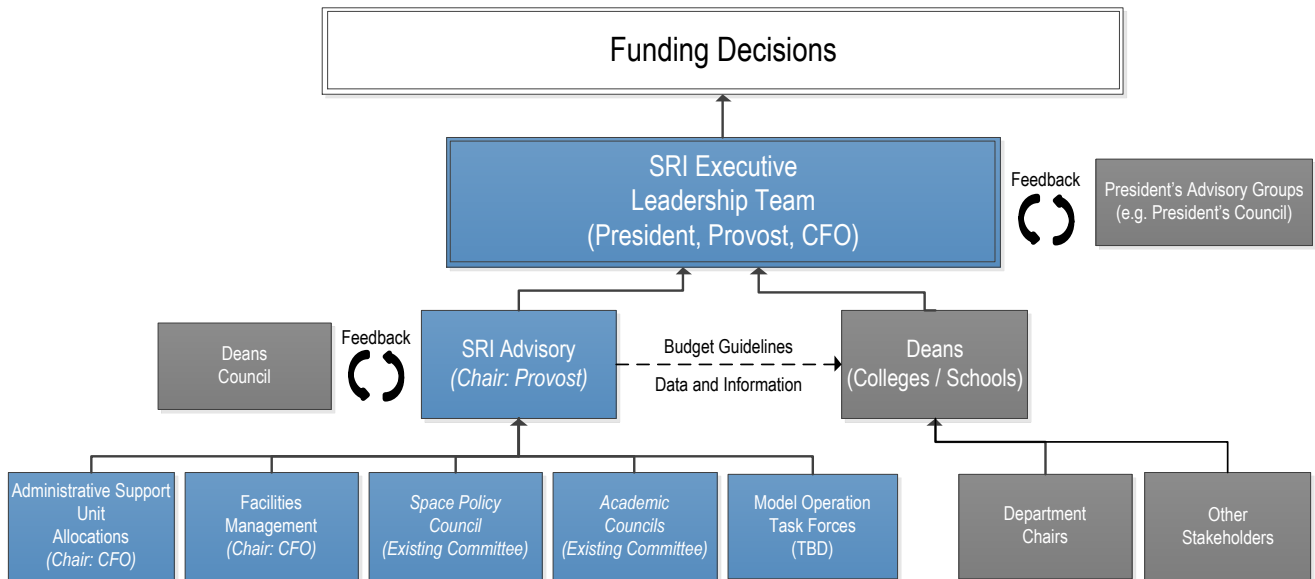 Funding Decisions
SRI Executive
Leadership Team
(President, Provost, CFO)
Feedback
President's Advisory Groups
(e.g. President's Council)
Deans
Council
Feedback
SRI Advisory
(Chair: Provost)
Budget Guidelines
Data and Information
Deans
(Colleges / Schools)
Administrative Support
Unit
Allocations
(Chair: CFO)
Facilities
Management
(Chair: CFO)
Space Policy
Council
(Existing Committee)
Academic
Councils
(Existing Committee)
Model Operation
Task Forces
(TBD)
Department
Chairs
Other
Stakeholders